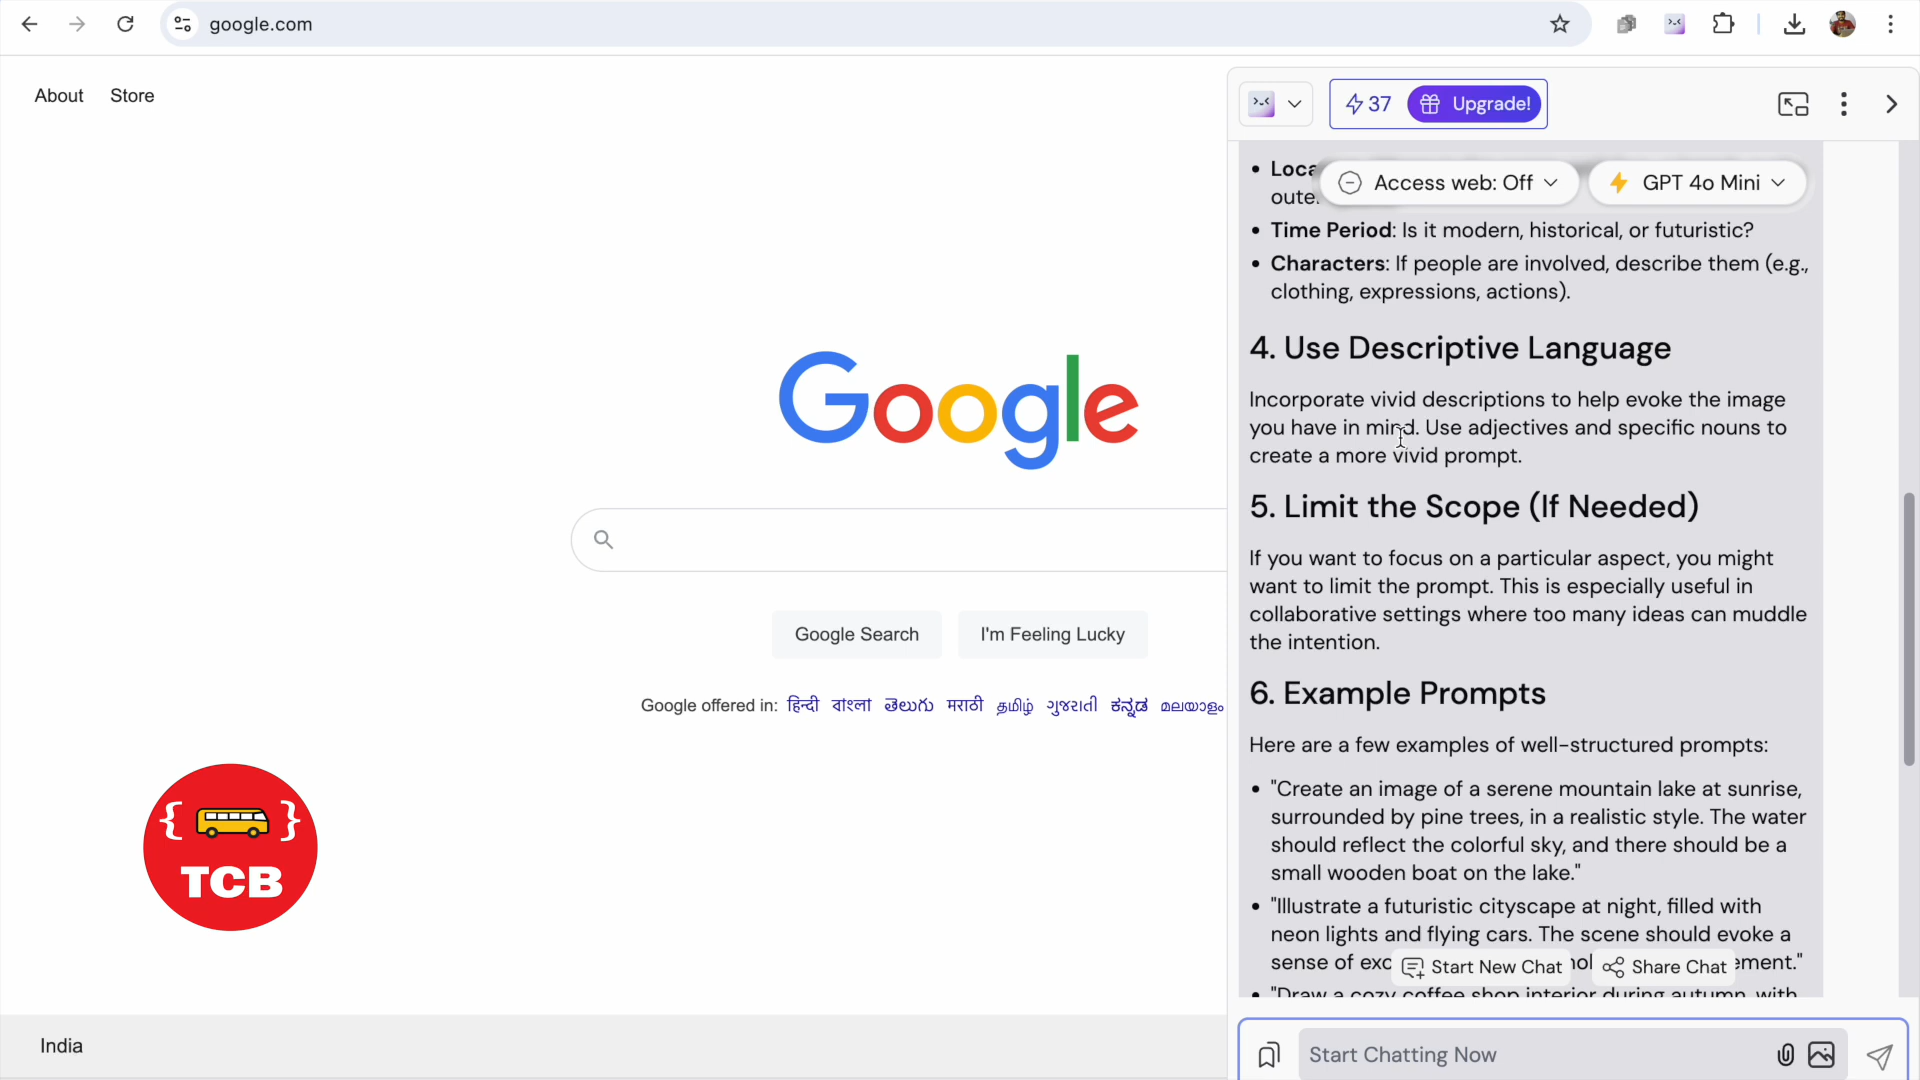 google.com
About
Store
37
Upgrade!
Access web: Off
GPT 4o Mini
• Loca
oute
• Time Period: Is it modern, historical, or futuristic?
• Characters: If people are involved, describe them (e.g.,
clothing, expressions, actions).
4. Use Descriptive Language
Incorporate vivid descriptions to help evoke the image
you have in mind. Use adjectives and specific nouns to
create a more vivid prompt.
5. Limit the Scope (If Needed)
If you want to focus on a particular aspect, you might
want to limit the prompt. This is especially useful in
collaborative settings where too many ideas can muddle
the intention.
6. Example Prompts
Here are a few examples of well-structured prompts:
• "Create an image of a serene mountain lake at sunrise,
surrounded by pine trees, in a realistic style. The water
should reflect the colorful sky, and there should be a
small wooden boat on the lake."
• "Illustrate a futuristic cityscape at night, filled with
neon lights and flying cars. The scene should evoke a
sense of exc
ement."
Start New Chat
Share Chat
• "Draw a cozy coffee shop interior during autumn, with
Start Chatting Now
Google
Google Search
I'm Feeling Lucky
Google offered in: हिन्दी বাংলা తెలుగు मराठी தமிழ் ગુજરાતી ಕನ್ನಡ മലയാളം
{ }
TCB
India